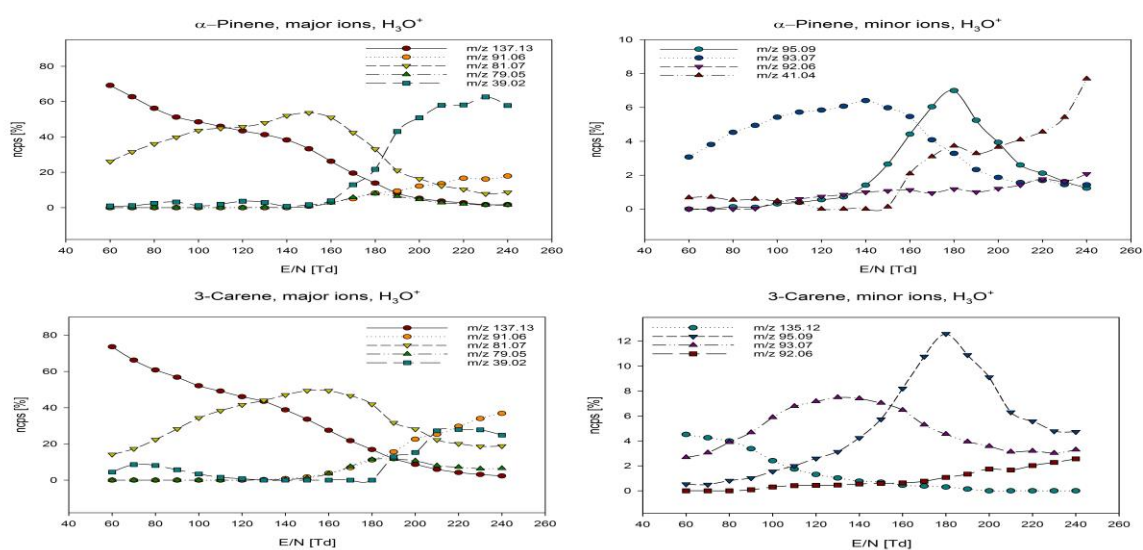 α−Pinene, major ions, H₃O⁺
m/z 137.13
m/z 91.06
m/z 81.07
m/z 79.05
m/z 39.02
80
60
40
20
0
ncps [%]
40 60 80 100 120 140 160 180 200 220 240 260
E/N [Td]
α−Pinene, minor ions, H₃O⁺
m/z 95.09
m/z 93.07
m/z 92.06
m/z 41.04
10
8
6
4
2
0
ncps [%]
40 60 80 100 120 140 160 180 200 220 240 260
E/N [Td]
3-Carene, major ions, H₃O⁺
m/z 137.13
m/z 91.06
m/z 81.07
m/z 79.05
m/z 39.02
80
60
40
20
0
ncps [%]
40 60 80 100 120 140 160 180 200 220 240 260
E/N [Td]
3-Carene, minor ions, H₃O⁺
m/z 135.12
m/z 95.09
m/z 93.07
m/z 92.06
12
10
8
6
4
2
0
ncps [%]
40 60 80 100 120 140 160 180 200 220 240 260
E/N [Td]